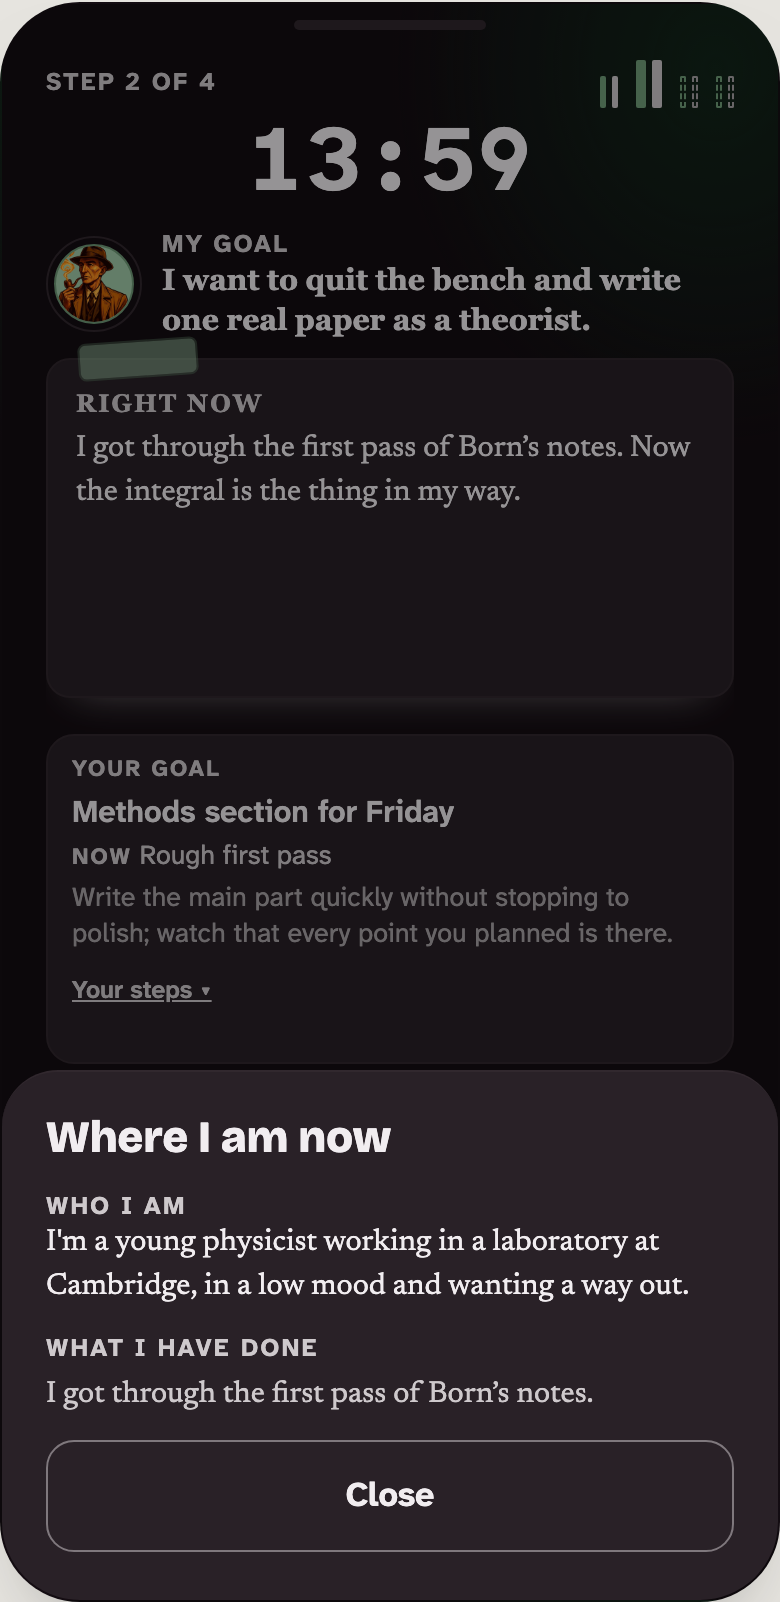 STEP 2 OF 4
13:59
MY GOAL
I want to quit the bench and write
one real paper as a theorist.
RIGHT NOW
I got through the first pass of Born’s notes. Now
the integral is the thing in my way.
YOUR GOAL
Methods section for Friday
NOW Rough first pass
Write the main part quickly without stopping to
polish; watch that every point you planned is there.
Your steps ▾
Where I am now
WHO I AM
I'm a young physicist working in a laboratory at
Cambridge, in a low mood and wanting a way out.
WHAT I HAVE DONE
I got through the first pass of Born’s notes.
Close